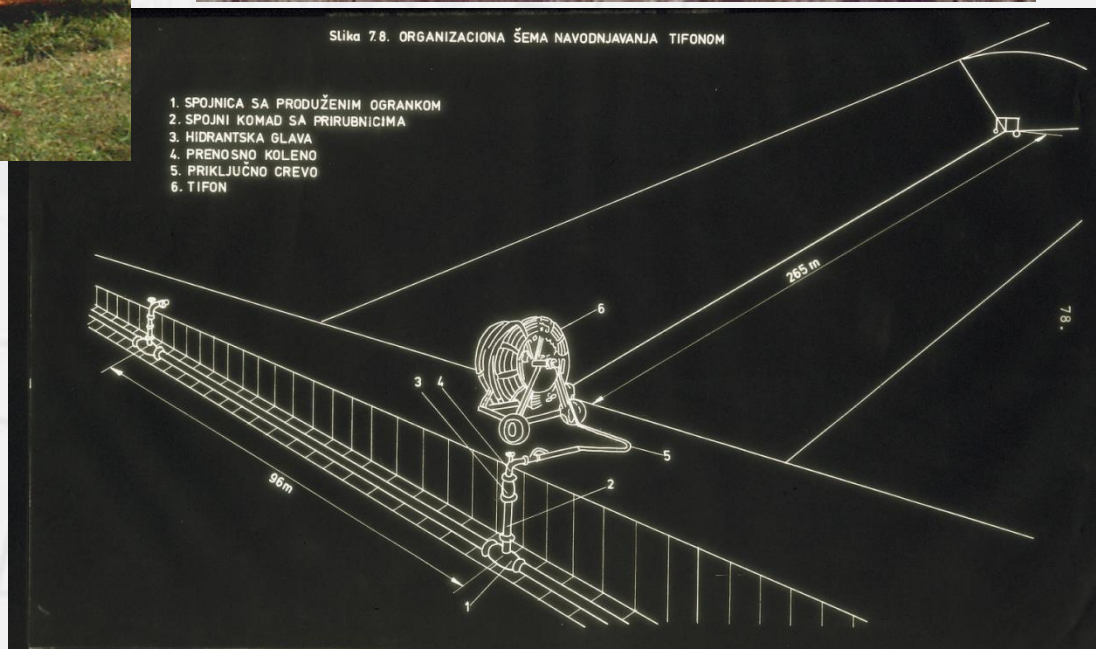 Slika 7.8. ORGANIZACIONA ŠEMA NAVODNJAVANJA TIFONOM
1. SPOJNICA SA PRODUŽENIM OGRANKOM
2. SPOJNI KOMAD SA PRIRUBNICIMA
3. HIDRANTSKA GLAVA
4. PRENOSNO KOLENO
5. PRIKLJUČNO CREVO
6. TIFON
265 m
78.
6
3 4
5
2
96m
1